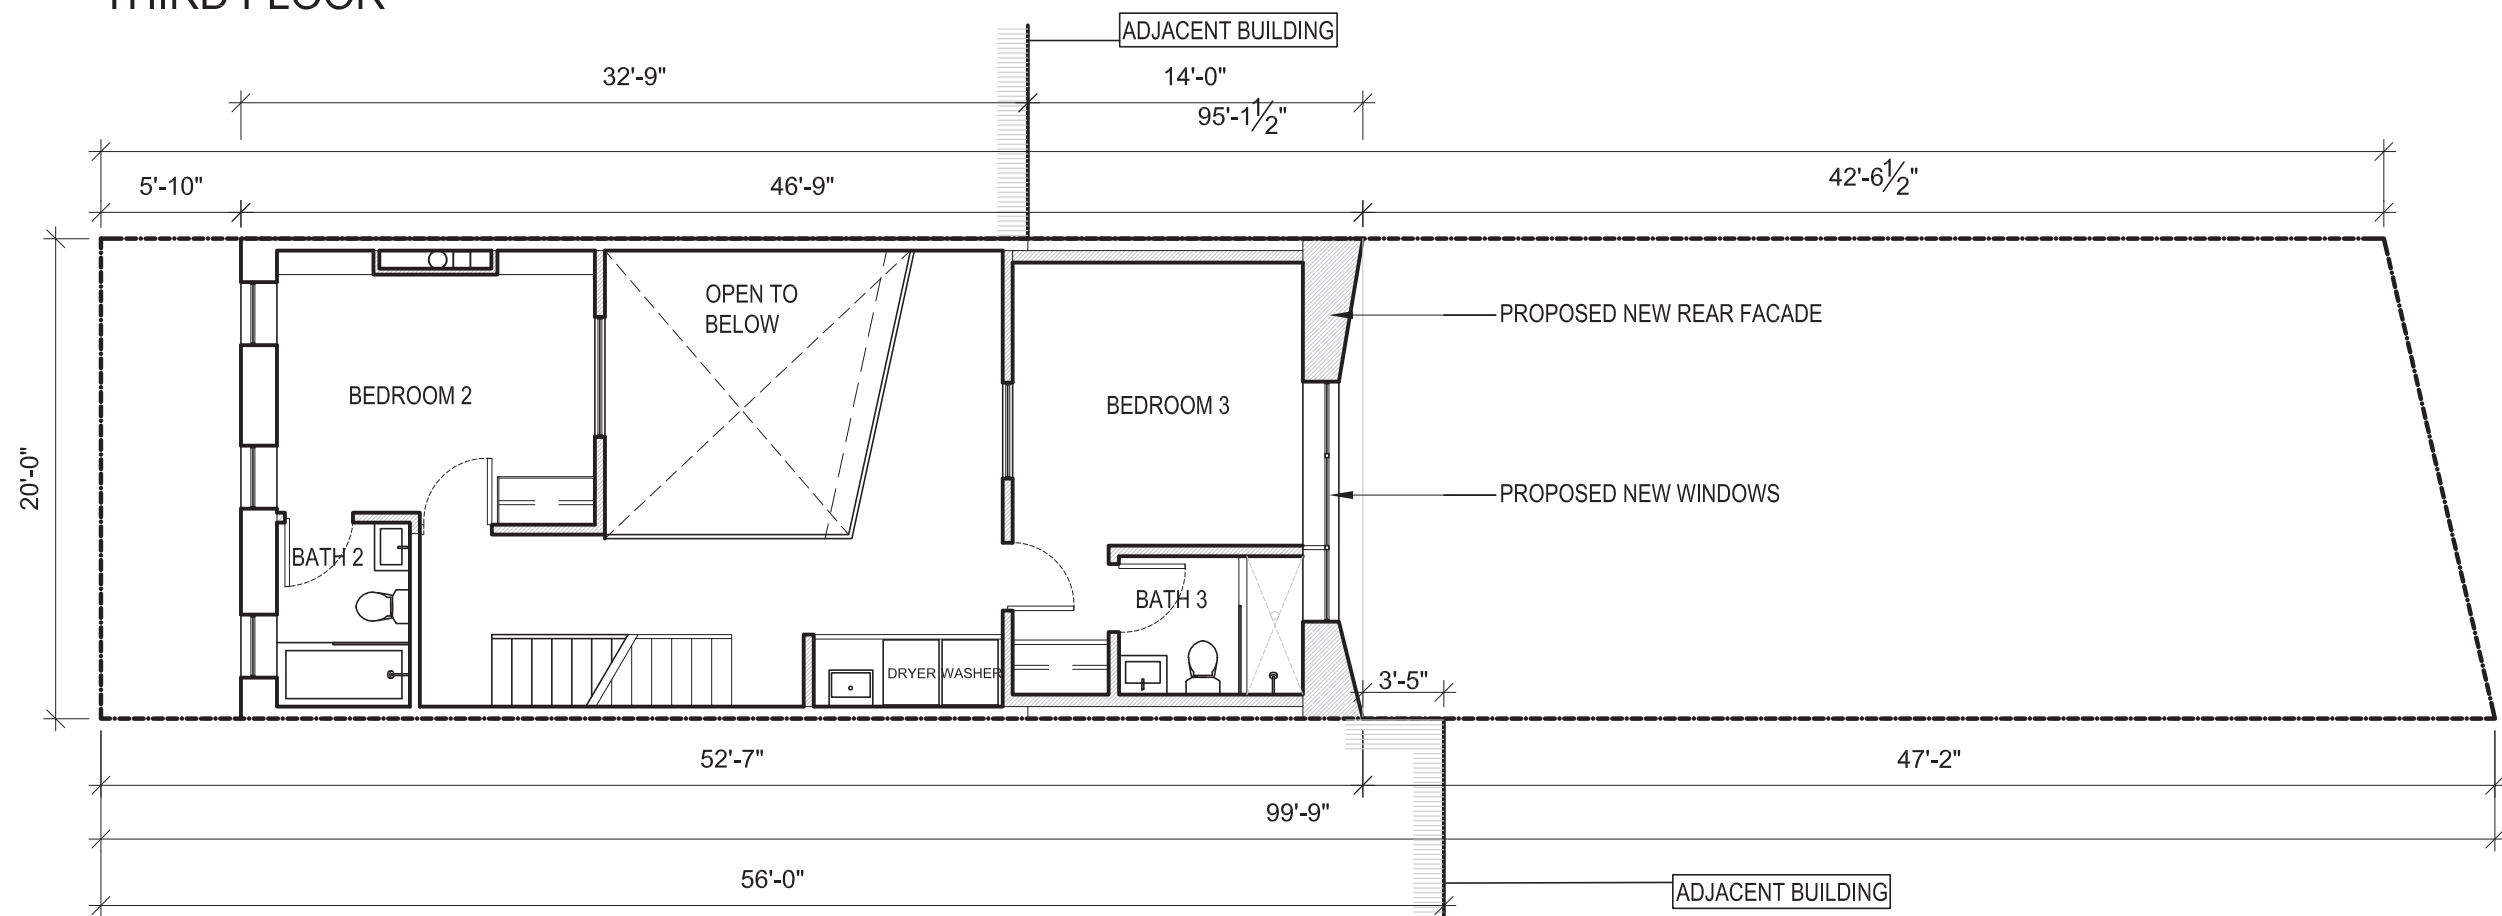 THIRD FLOOR
ADJACENT BUILDING
32'-9"
14'-0"
95'-1½"
5'-10"
46'-9"
42'-6½"
OPEN TO
BELOW
PROPOSED NEW REAR FACADE
BEDROOM 2
BEDROOM 3
20'-0"
PROPOSED NEW WINDOWS
BATH 2
BATH 3
DRYER
WASHER
3'-5"
52'-7"
47'-2"
99'-9"
56'-0"
ADJACENT BUILDING